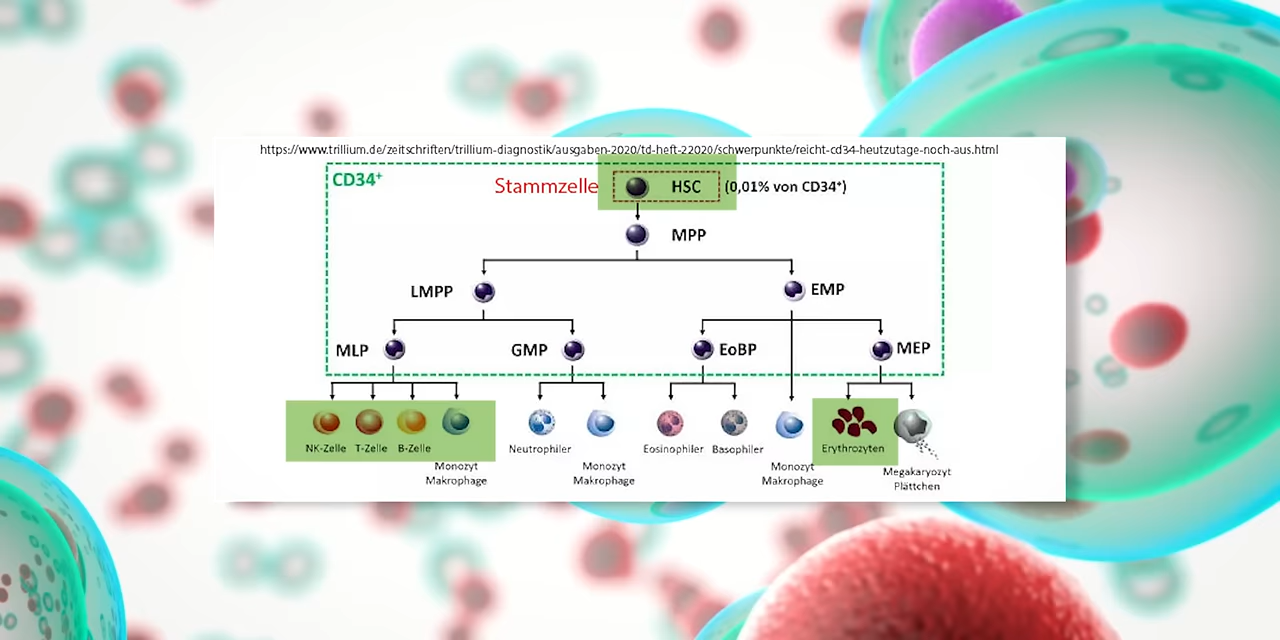 https://www.trillium.de/zeitschriften/trillium-diagnostik/ausgaben-2020/td-heft-22020/schwerpunkte/reicht-cd34-heutzutage-noch-aus.html
CD34⁺
Stammzelle HSC (0,01% von CD34⁺)
MPP
LMPP EMP
MLP GMP EoBP MEP
NK-Zelle T-Zelle B-Zelle Neutrophiler Eosinophiler Basophiler Erythrozyten
Monozyt Monozyt Monozyt Megakaryozyt
Makrophage Makrophage Makrophage Plättchen